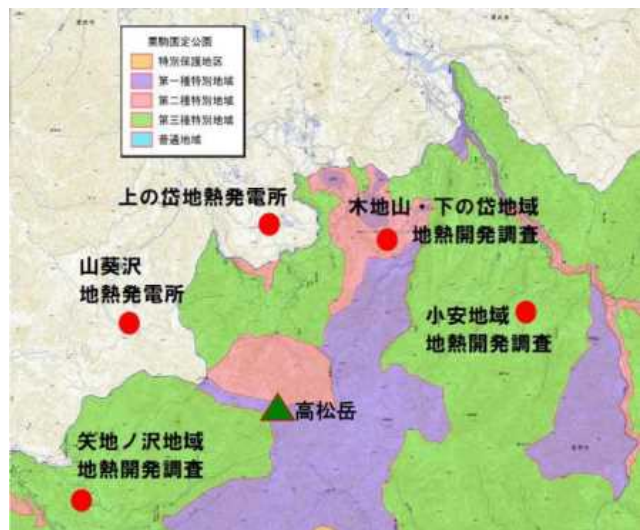 栗駒国定公園
特別保護地区
第一種特別地域
第二種特別地域
第三種特別地域
普通地域
上の岱地熱発電所
木地山・下の岱地域
地熱開発調査
山葵沢
地熱発電所
小安地域
地熱開発調査
高松岳
矢地ノ沢地域
地熱開発調査